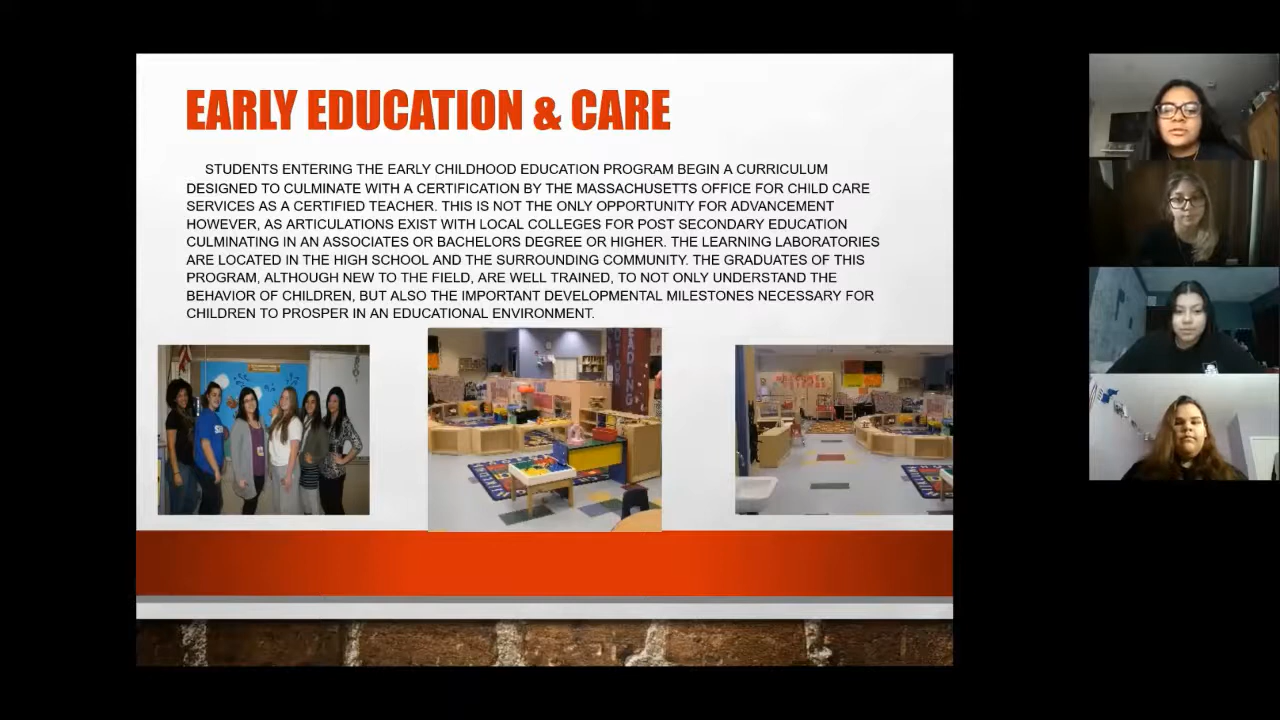 EARLY EDUCATION & CARE
STUDENTS ENTERING THE EARLY CHILDHOOD EDUCATION PROGRAM BEGIN A CURRICULUM
DESIGNED TO CULMINATE WITH A CERTIFICATION BY THE MASSACHUSETTS OFFICE FOR CHILD CARE
SERVICES AS A CERTIFIED TEACHER. THIS IS NOT THE ONLY OPPORTUNITY FOR ADVANCEMENT
HOWEVER, AS ARTICULATIONS EXIST WITH LOCAL COLLEGES FOR POST SECONDARY EDUCATION
CULMINATING IN AN ASSOCIATES OR BACHELORS DEGREE OR HIGHER. THE LEARNING LABORATORIES
ARE LOCATED IN THE HIGH SCHOOL AND THE SURROUNDING COMMUNITY. THE GRADUATES OF THIS
PROGRAM, ALTHOUGH NEW TO THE FIELD, ARE WELL TRAINED, TO NOT ONLY UNDERSTAND THE
BEHAVIOR OF CHILDREN, BUT ALSO THE IMPORTANT DEVELOPMENTAL MILESTONES NECESSARY FOR
CHILDREN TO PROSPER IN AN EDUCATIONAL ENVIRONMENT.